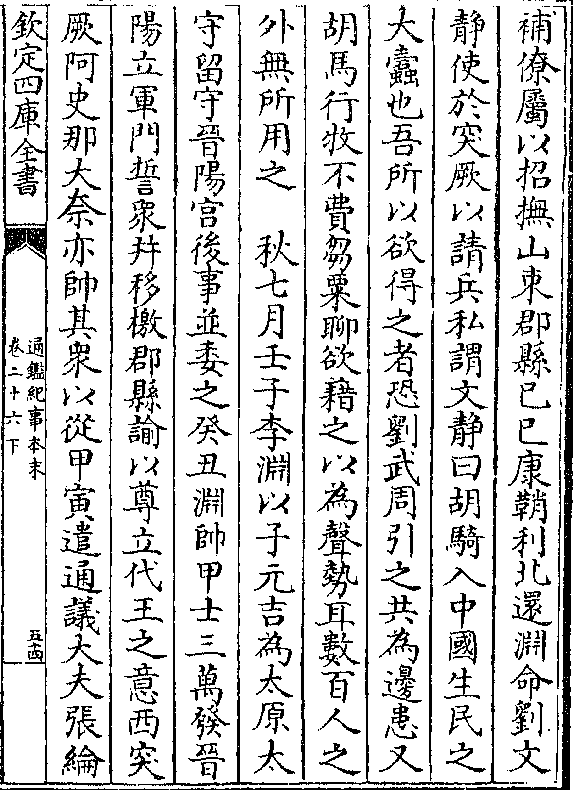 補僚屬以招撫山東郡縣己巳康鞘利北還淵命劉文
靜使於突厥以請兵私謂文靜曰胡騎入中國生民之
大蠹也吾所以欲得之者恐劉武周引之共為邊患又
胡馬行牧不費芻粟聊欲藉之以為聲勢耳數百人之
外無所用之　秋七月壬子李淵以子元吉為太原太
守留守晉陽宮後事並委之癸丑淵帥甲士三萬發晉
陽立軍門誓衆幷移檄郡縣諭以尊立代王之意西突
厥阿史那大奈亦帥其衆以從甲寅遣通議大夫張綸
欽定四庫全書
通鑑紀事本末
卷二十六下
五十四